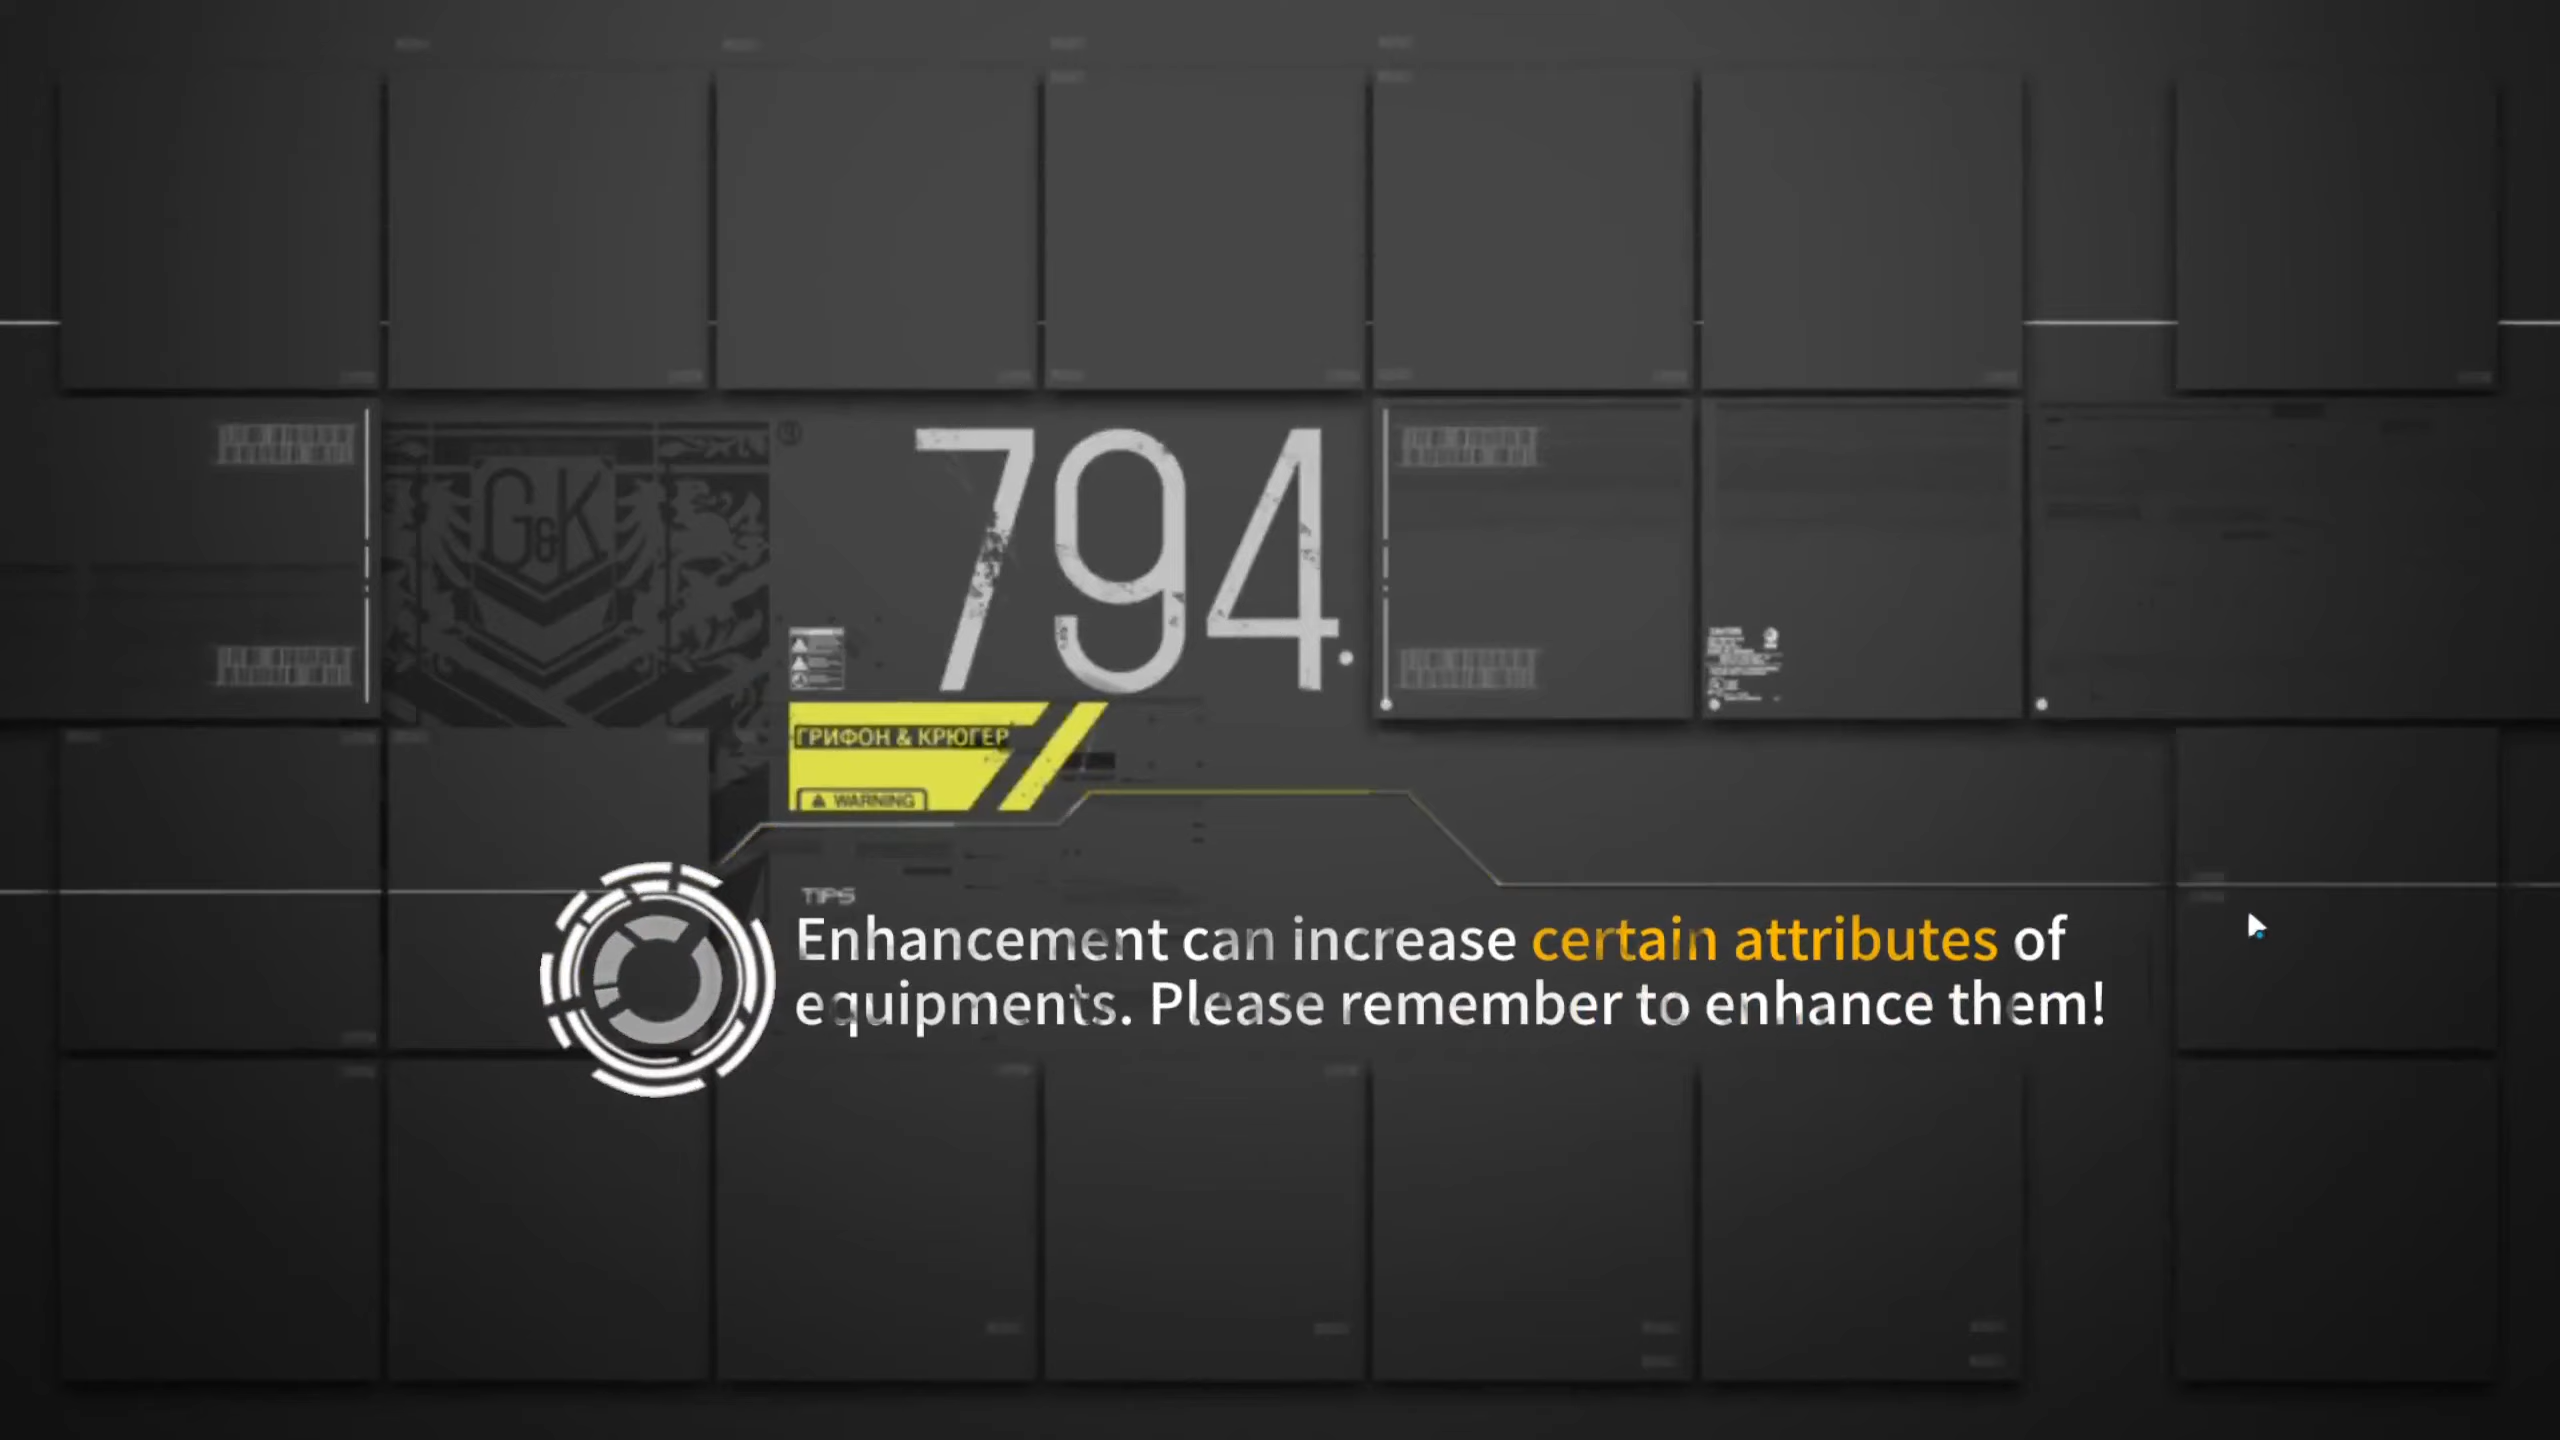 G&K
794.
ГРИФОН & КРЮГЕР
WARNING
TIPS
Enhancement can increase certain attributes of
equipments. Please remember to enhance them!